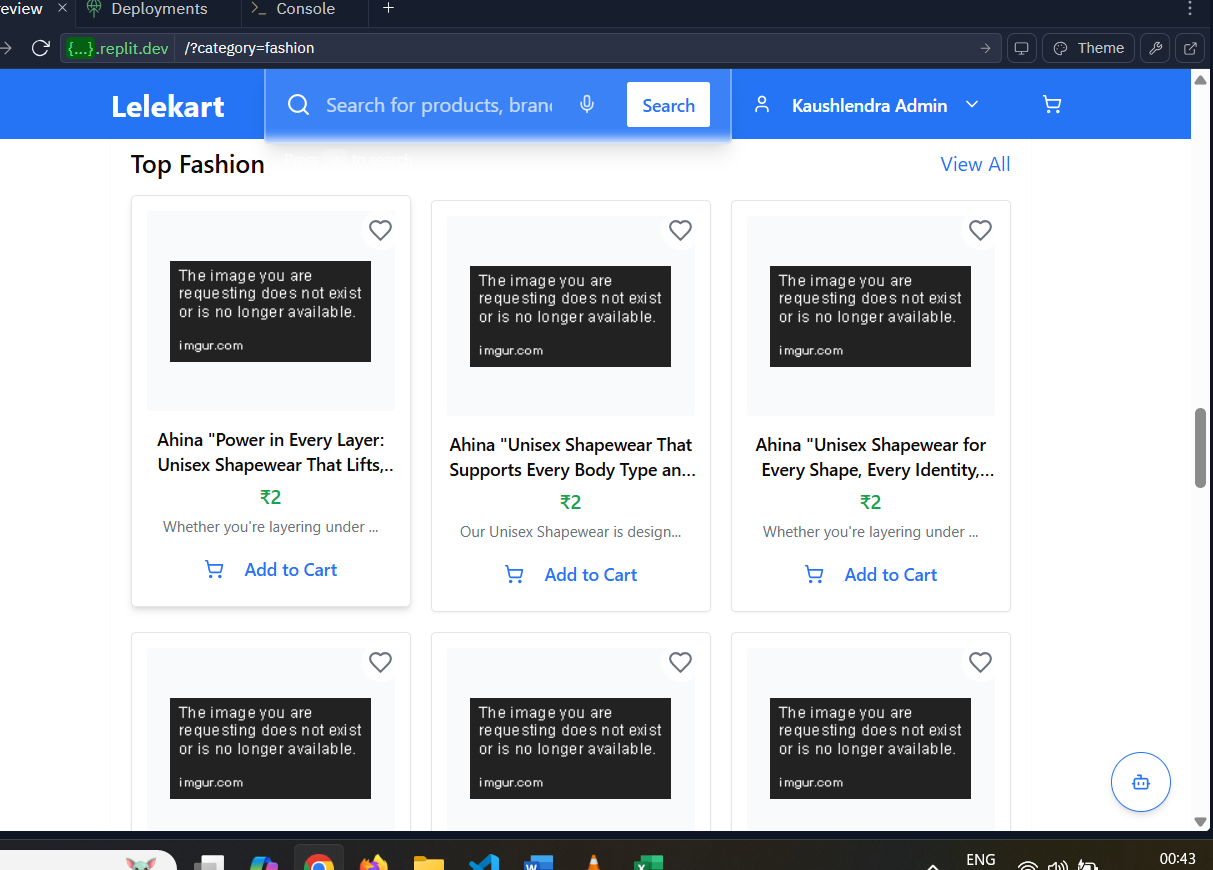 review
Deployments
Console
{...}.replit.dev
/?category=fashion
Theme
Lelekart
Search for products, bran
Search
Kaushlendra Admin
Top Fashion
View All
The image you are
requesting does not exist
or is no longer available.
imgur.com
The image you are
requesting does not exist
or is no longer available.
imgur.com
The image you are
requesting does not exist
or is no longer available.
imgur.com
Ahina "Power in Every Layer:
Unisex Shapewear That Lifts,..
₹2
Whether you're layering under ...
Add to Cart
Ahina "Unisex Shapewear That
Supports Every Body Type an...
₹2
Our Unisex Shapewear is design...
Add to Cart
Ahina "Unisex Shapewear for
Every Shape, Every Identity,...
₹2
Whether you're layering under ...
Add to Cart
The image you are
requesting does not exist
or is no longer available.
imgur.com
The image you are
requesting does not exist
or is no longer available.
imgur.com
The image you are
requesting does not exist
or is no longer available.
imgur.com
ENG
00:43